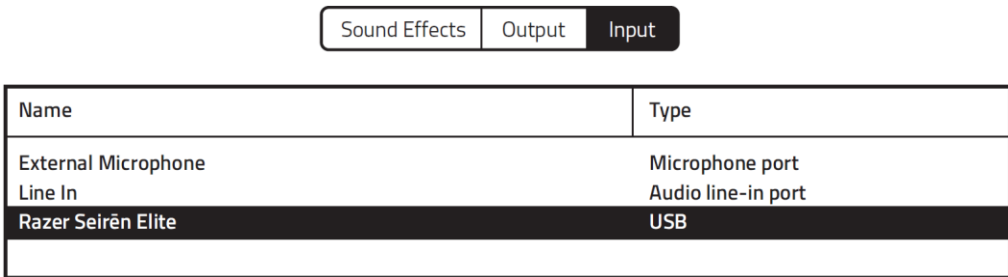 Sound Effects Output Input
Name Type
External Microphone Microphone port
Line In Audio line-in port
Razer Seirēn Elite USB